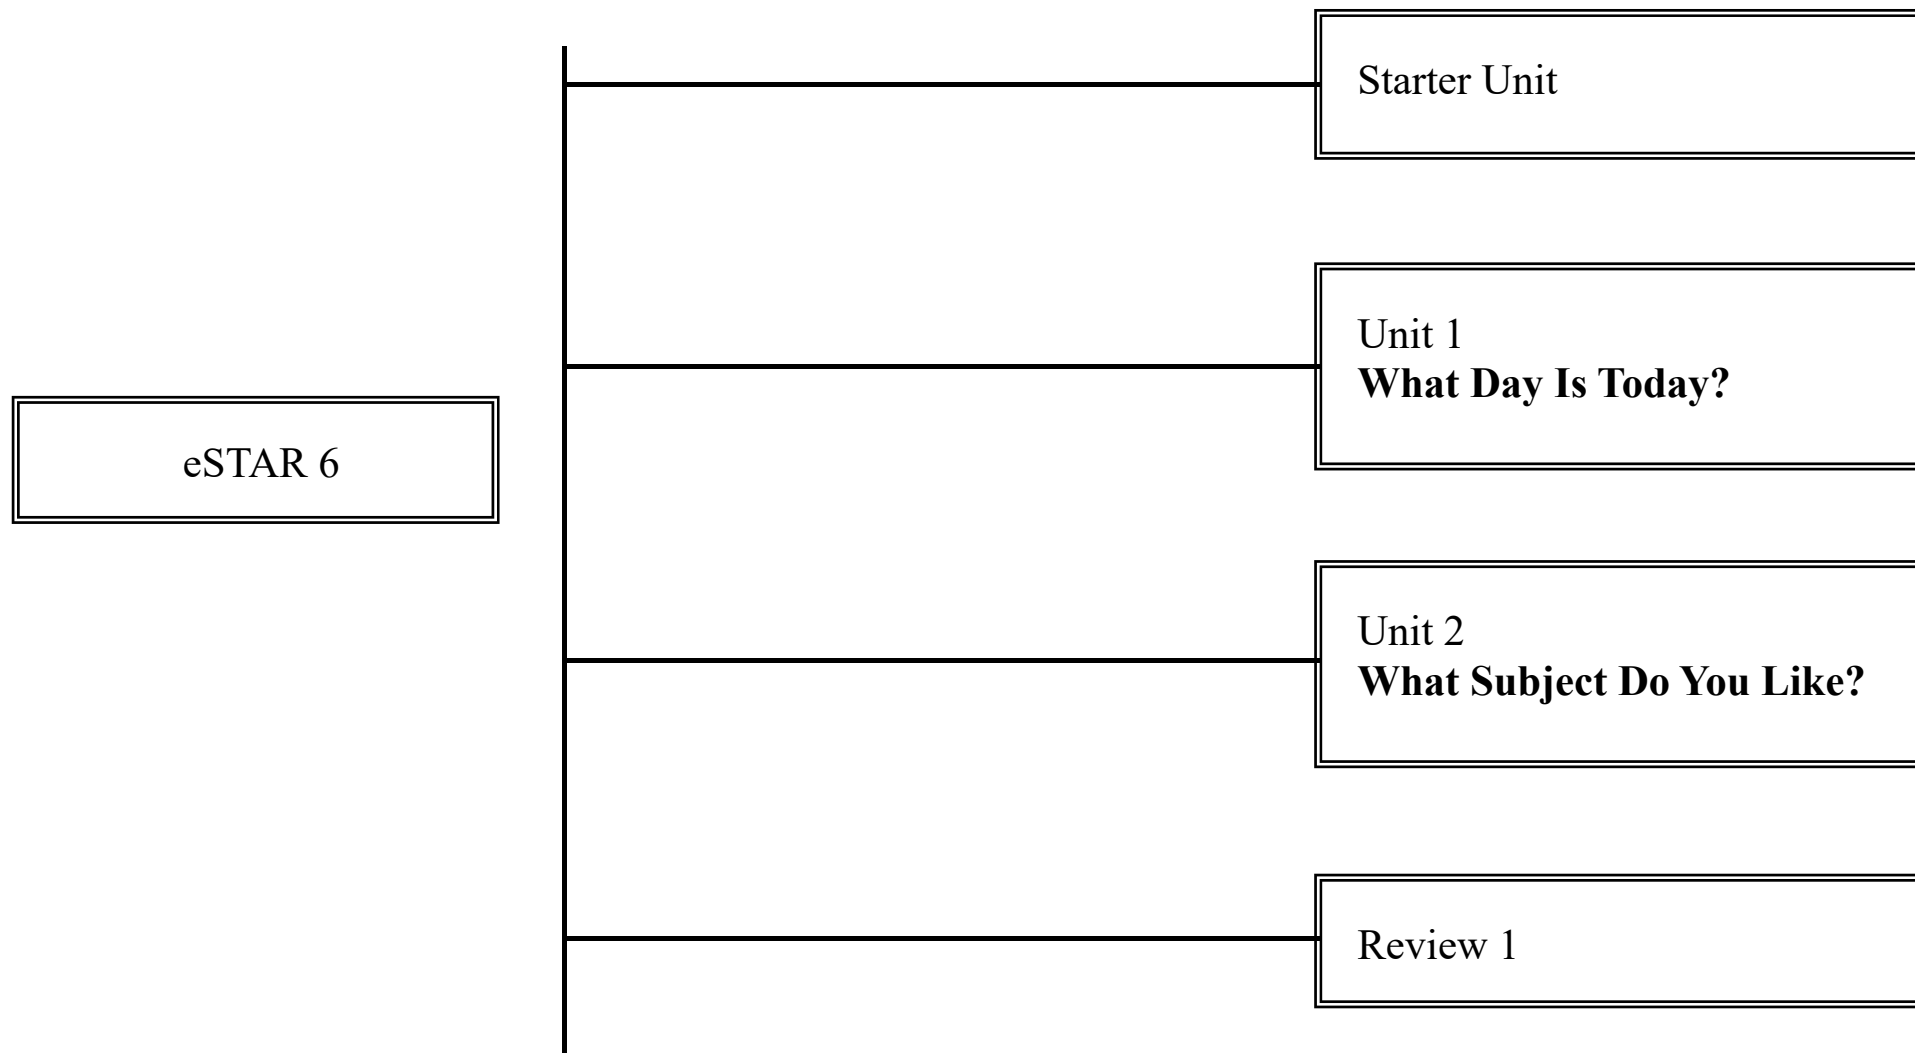 eSTAR 6
Starter Unit
Unit 1
What Day Is Today?
Unit 2
What Subject Do You Like?
Review 1